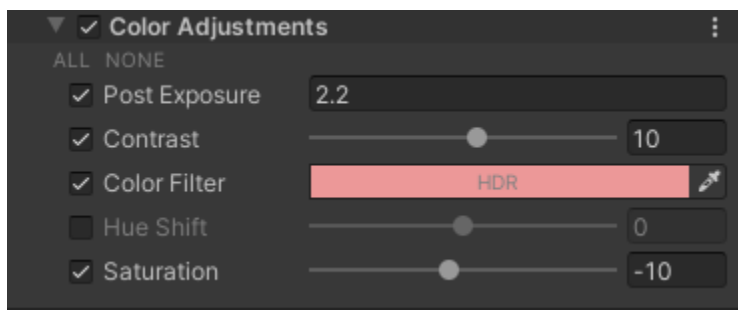 Color Adjustments
ALL NONE
Post Exposure 2.2
Contrast 10
Color Filter HDR
Hue Shift 0
Saturation -10